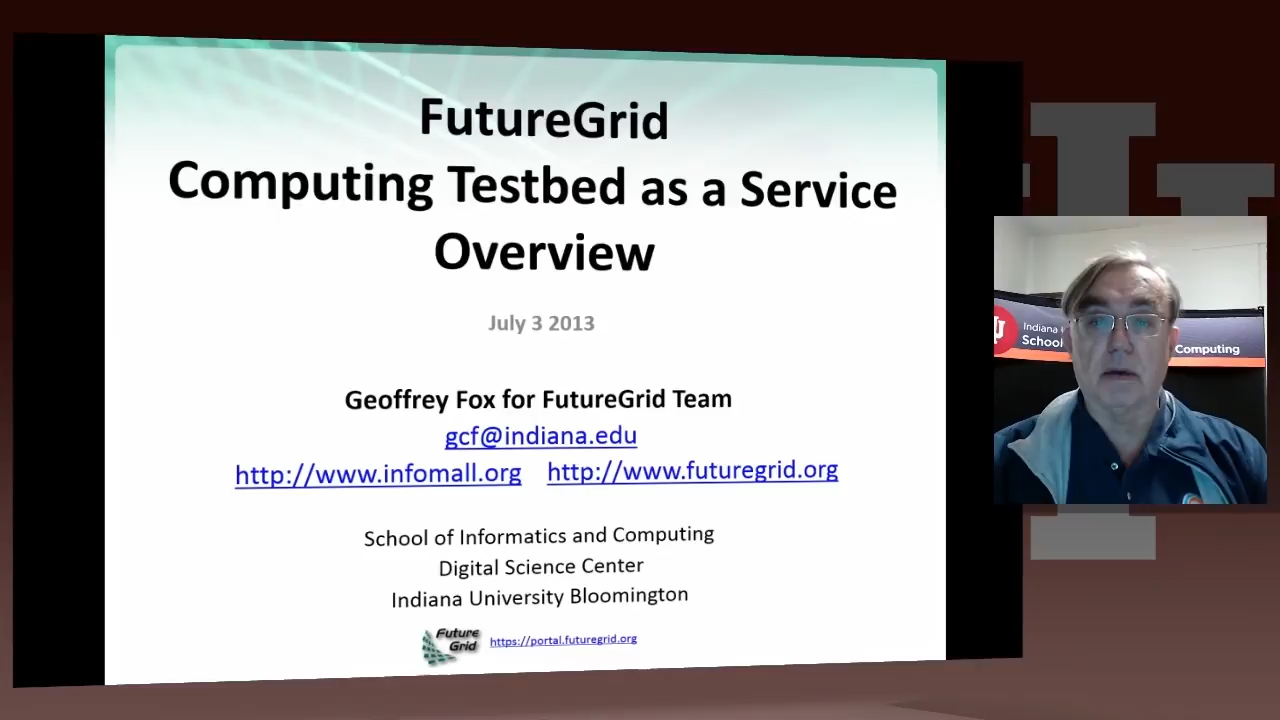 FutureGrid
Computing Testbed as a Service
Overview
July 3 2013
Geoffrey Fox for FutureGrid Team
gcf@indiana.edu
http://www.infomall.org http://www.futuregrid.org
School of Informatics and Computing
Digital Science Center
Indiana University Bloomington
Future
Grid
https://portal.futuregrid.org
Indiana
School
Computing